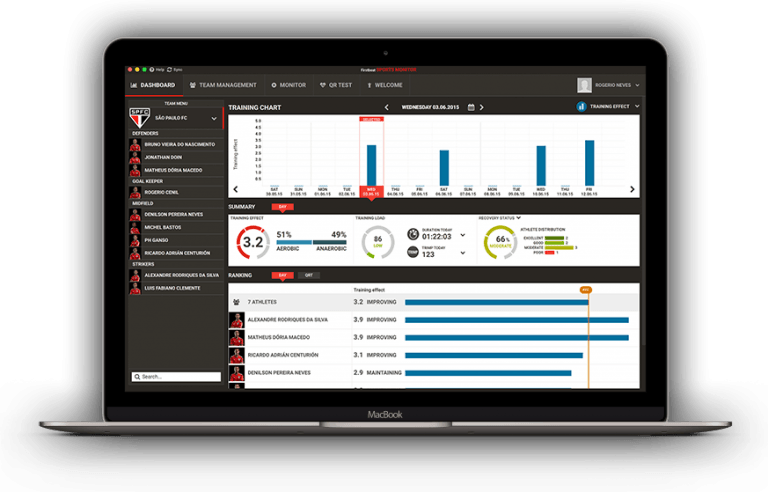 Help Sync
Firstbeat SPORTS MONITOR
DASHBOARD TEAM MANAGEMENT MONITOR QR TEST WELCOME ROGERIO NEVES
TEAM MENU
SPFC
SÃO PAULO FC
DEFENDERS
BRUNO VIEIRA DO NASCIMENTO
JONATHAN DOIN
MATHEUS DÓRIA MACEDO
GOAL KEEPER
ROGERIO CENIL
MIDFIELD
DENILSON PEREIRA NEVES
MICHEL BASTOS
PH GANSO
RICARDO ADRIÁN CENTURIÓN
STRIKERS
ALEXANDRE RODRIQUES DA SILVA
LUIS FABIANO CLEMENTE
Search...
TRAINING CHART WEDNESDAY 03.06.2015 TRAINING EFFECT
SELECTED
Training effect
5.0
4.5
4.0
3.5
3.0
2.5
2.0
1.5
1.0
0.5
SAT SUN MON TUE WED THU FRI SAT SUN MON TUE WED THU FRI
31.05.15 01.06.15 02.06.15 03.06.15 04.06.15 05.06.15 06.06.15 07.06.15 08.06.15 09.06.15 10.06.15 11.06.15 12.06.15
SUMMARY DAY
TRAINING EFFECT
3.2
51% 49%
AEROBIC ANAEROBIC
TRAINING LOAD
86
LOW
DURATION TODAY
01:22:03
TRIMP TODAY
123
RECOVERY STATUS
66%
MODERATE
ATHLETE DISTRIBUTION
EXCELLENT 2
GOOD 2
MODERATE 3
POOR 1
RANKING DAY QRT
Training effect
AVG
7 ATHLETES 3.2 IMPROVING
ALEXANDRE RODRIQUES DA SILVA 3.9 IMPROVING
MATHEUS DÓRIA MACEDO 3.9 IMPROVING
RICARDO ADRIÁN CENTURIÓN 3.1 IMPROVING
DENILSON PEREIRA NEVES 2.9 MAINTAINING
MacBook